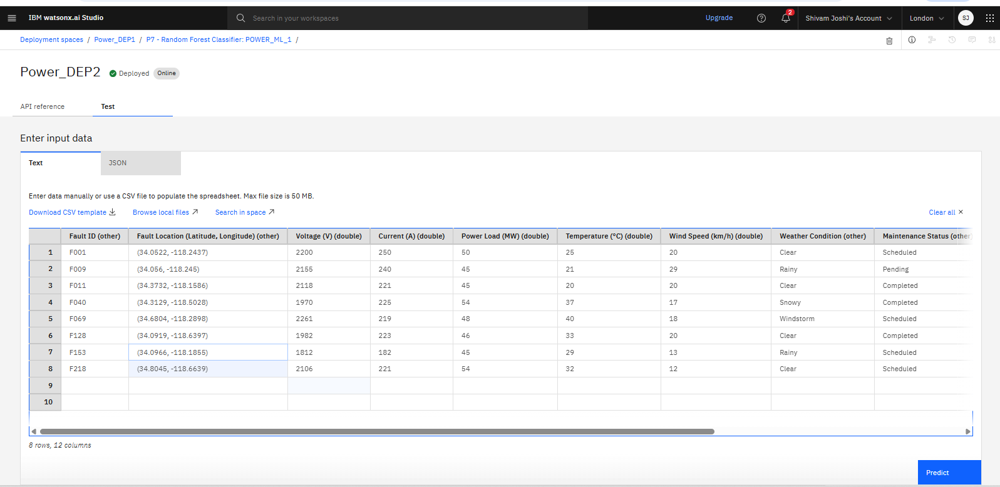 IBM watsonx.ai Studio Search in your workspaces Upgrade 2 Shivam Joshi's Account London SJ
Deployment spaces / Power_DEP1 / P7 - Random Forest Classifier: POWER_ML_1 /
Power_DEP2 Deployed Online
API reference Test
Enter input data
Text JSON
Enter data manually or use a CSV file to populate the spreadsheet. Max file size is 50 MB.
Download CSV template Browse local files Search in space Clear all ×
Fault ID (other) Fault Location (Latitude, Longitude) (other) Voltage (V) (double) Current (A) (double) Power Load (MW) (double) Temperature (°C) (double) Wind Speed (km/h) (double) Weather Condition (other) Maintenance Status (other)
1 F001 (34.0522, -118.2437) 2200 250 50 25 20 Clear Scheduled
2 F009 (34.056, -118.245) 2155 240 45 21 29 Rainy Pending
3 F011 (34.3732, -118.1586) 2118 221 45 20 20 Clear Completed
4 F040 (34.3129, -118.5028) 1970 225 54 37 17 Snowy Completed
5 F069 (34.6804, -118.2898) 2261 219 48 40 18 Windstorm Scheduled
6 F128 (34.0919, -118.6397) 1982 223 46 33 20 Clear Completed
7 F153 (34.0966, -118.1855) 1812 182 45 29 13 Rainy Scheduled
8 F218 (34.8045, -118.6639) 2106 221 54 32 12 Clear Scheduled
9
10
8 rows, 12 columns
Predict